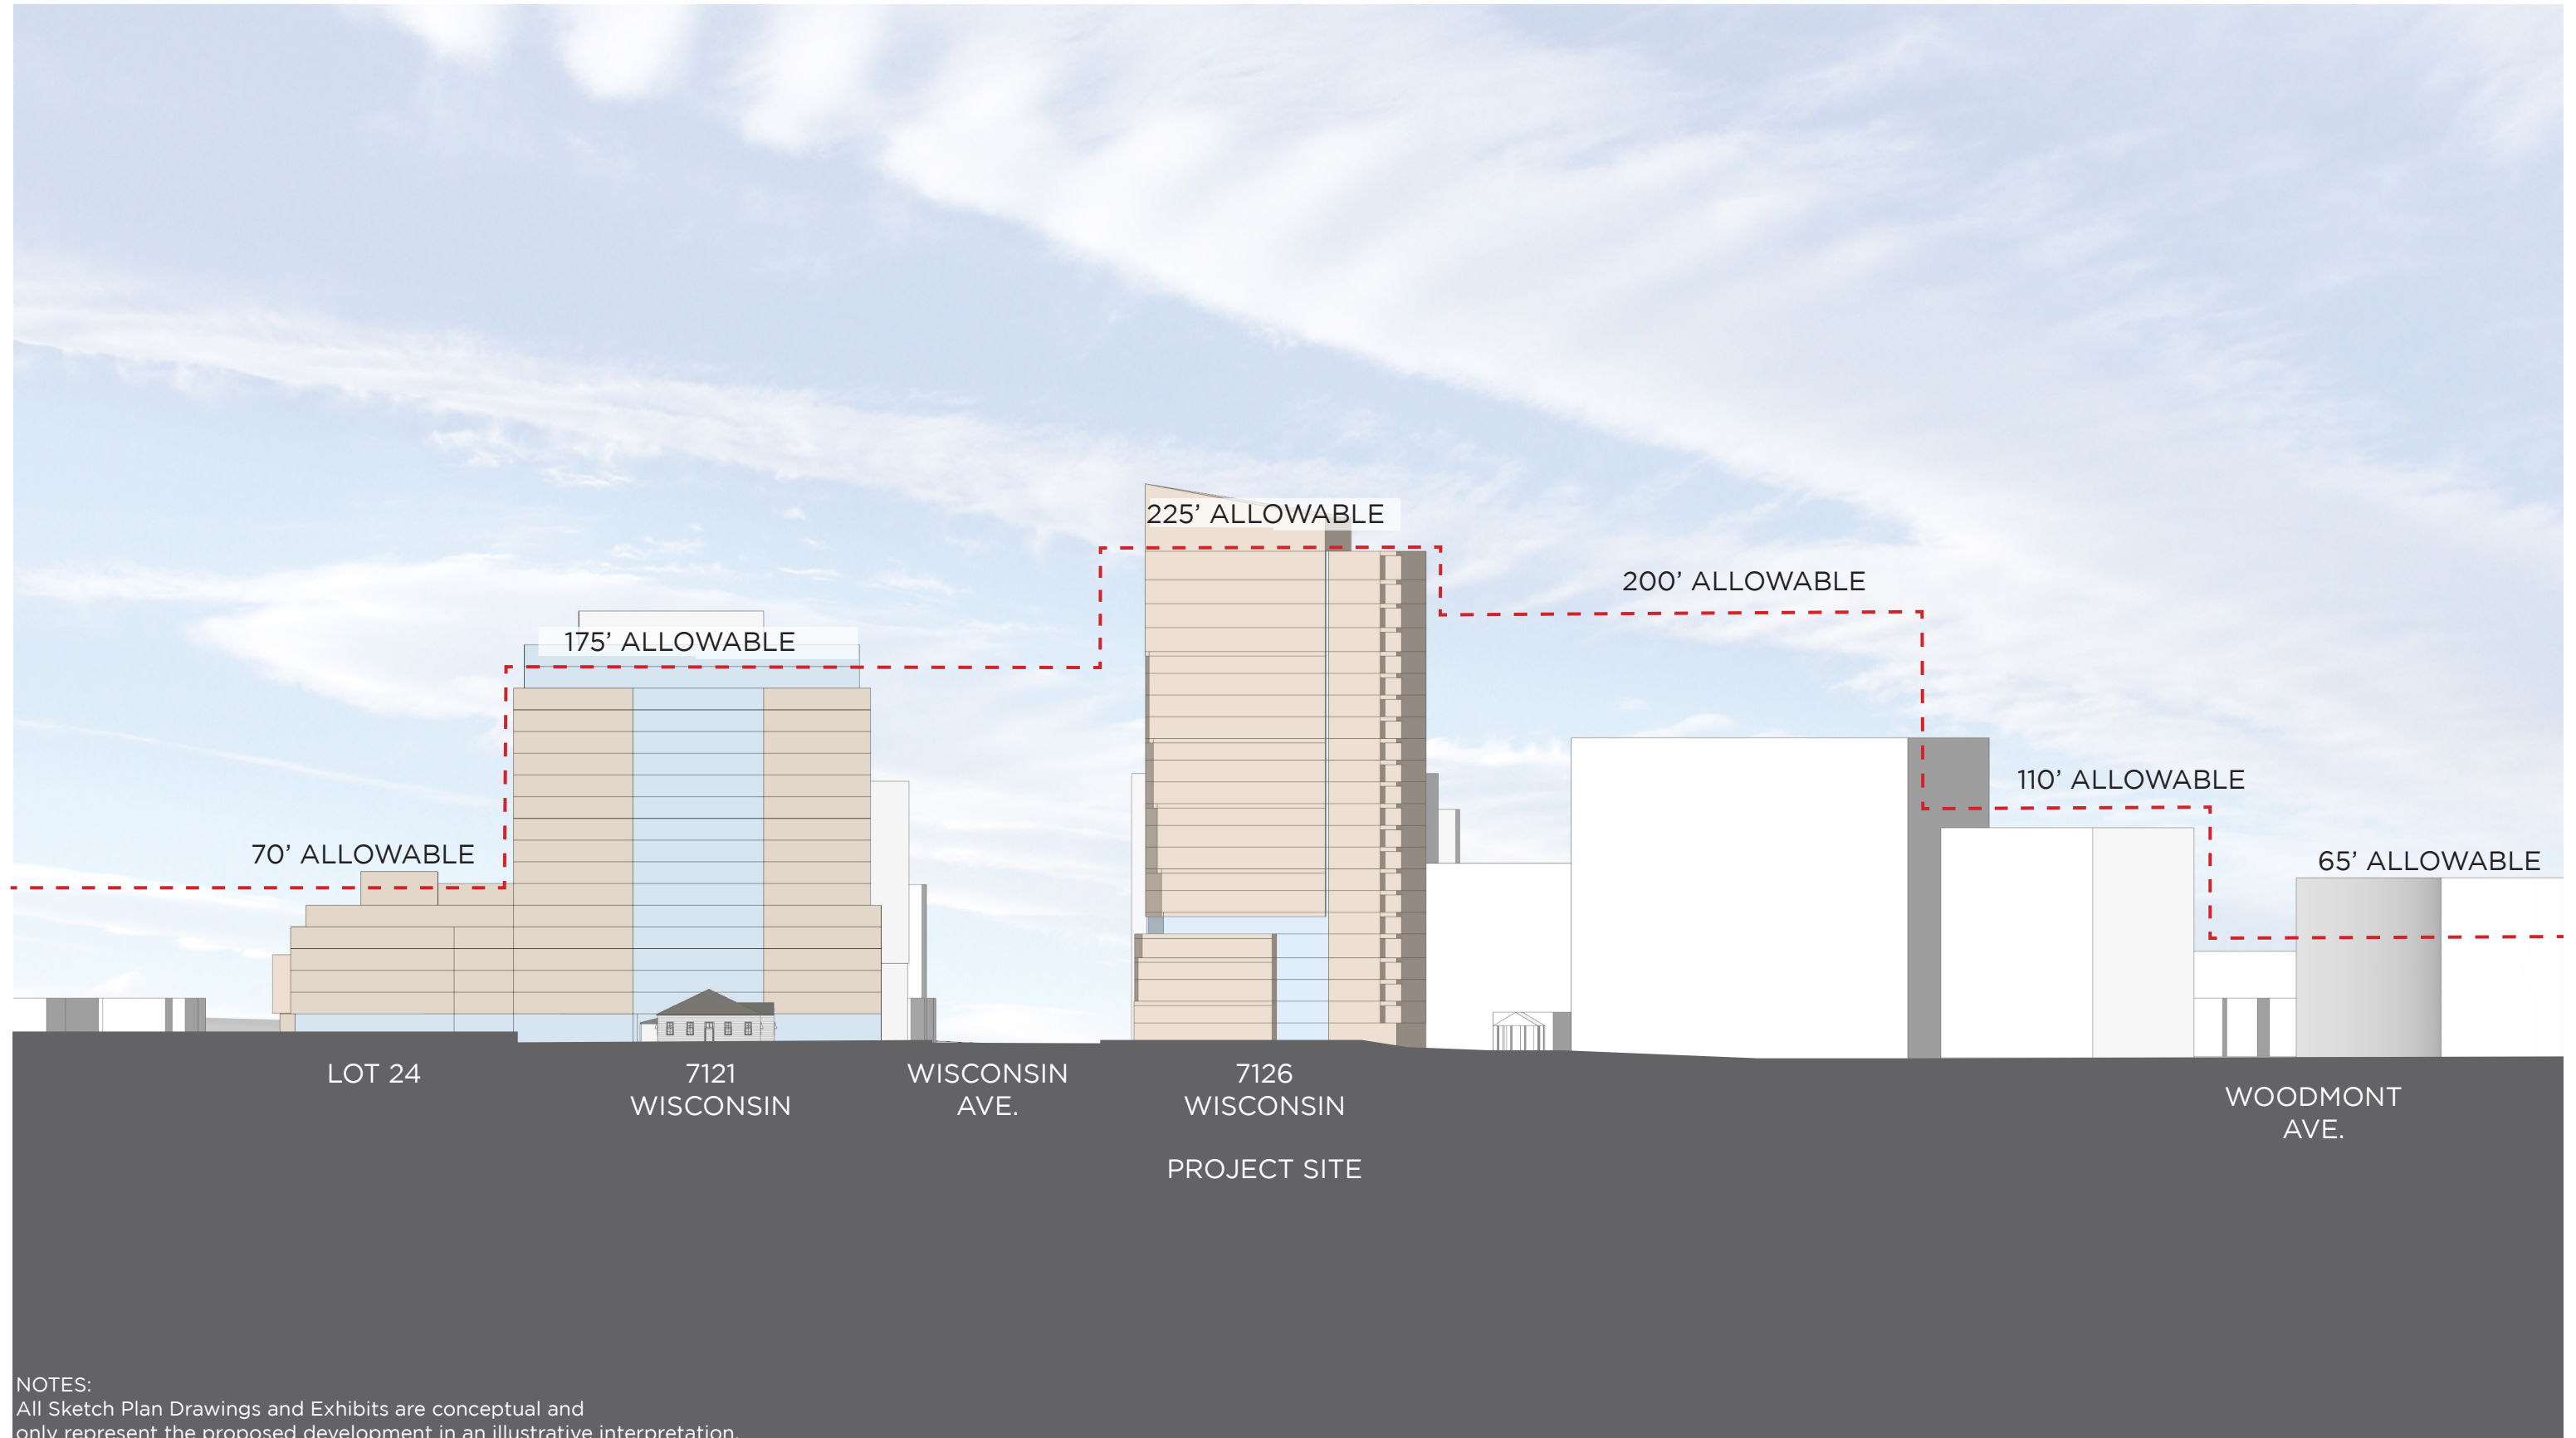 225’ ALLOWABLE
200’ ALLOWABLE
175’ ALLOWABLE
110’ ALLOWABLE
70’ ALLOWABLE
65’ ALLOWABLE
LOT 24
7121
WISCONSIN
WISCONSIN
AVE.
7126
WISCONSIN
PROJECT SITE
WOODMONT
AVE.
NOTES:
All Sketch Plan Drawings and Exhibits are conceptual and
only represent the proposed development in an illustrative interpretation.